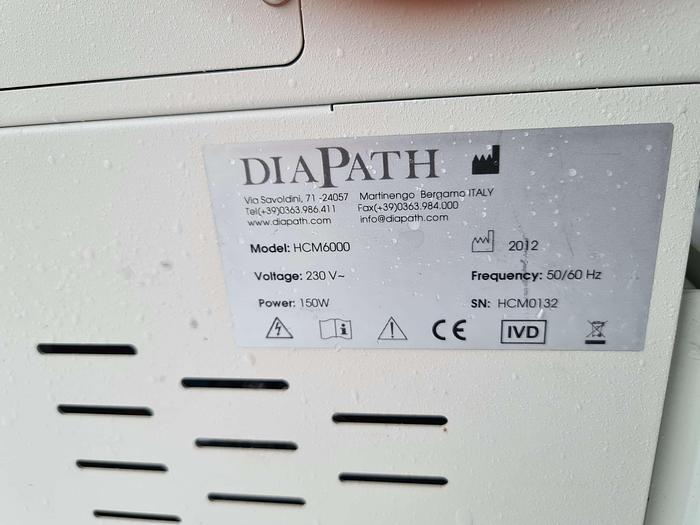 DIAPATH
Via Savoldini, 71 -24057 Martinengo Bergamo ITALY
Tel(+39)0363.986.411 Fax(+39)0363.984.000
www.diapath.com info@diapath.com
Model: HCM6000 2012
Voltage: 230 V~ Frequency: 50/60 Hz
Power: 150W SN: HCM0132
CE IVD